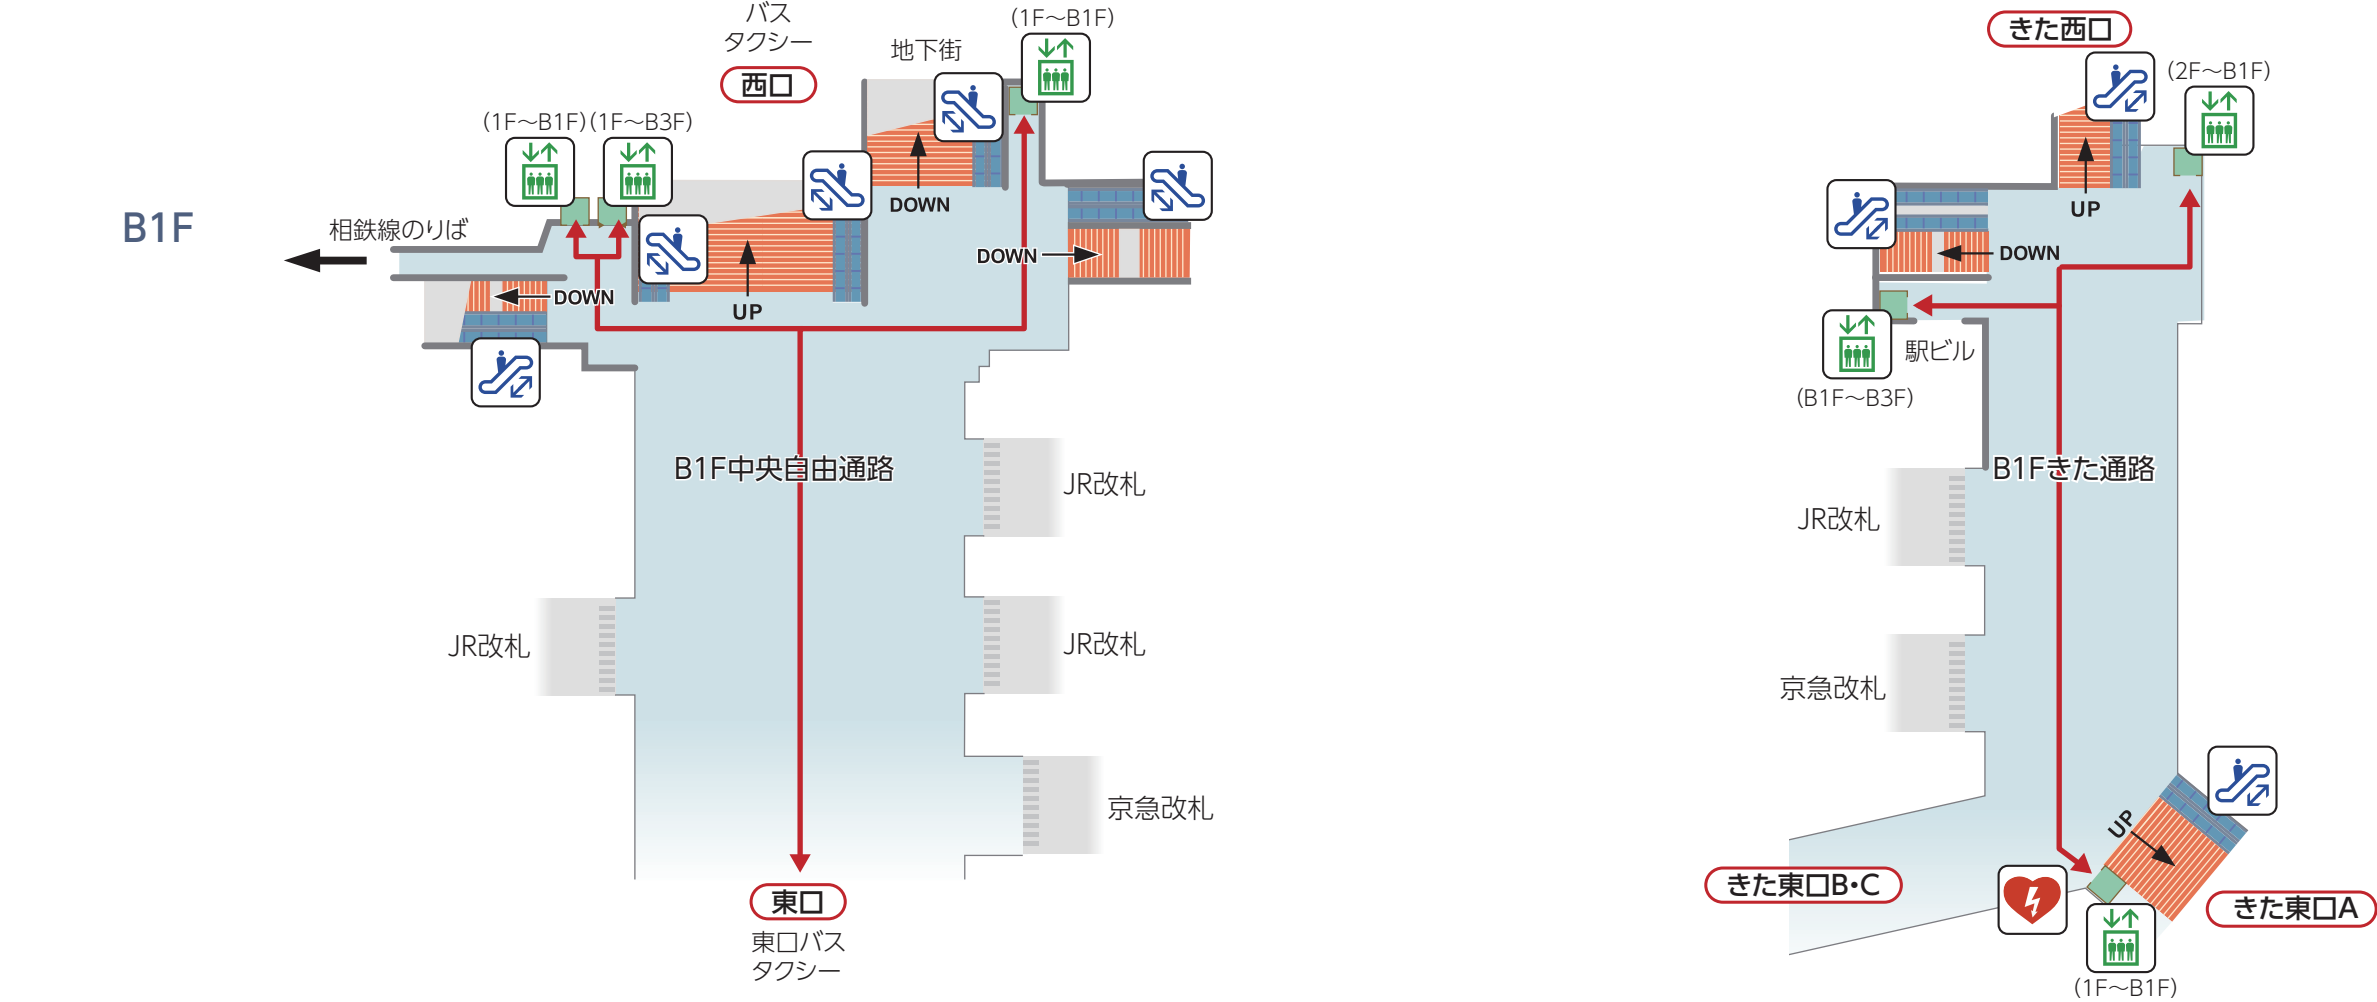 バス
タクシー
西口
地下街
(1F～B1F)
(1F～B1F)
(1F～B3F)
B1F
相鉄線のりば
DOWN
DOWN
DOWN
UP
B1F中央自由通路
JR改札
JR改札
JR改札
京急改札
東口
東口バス
タクシー
きた西口
(2F～B1F)
UP
DOWN
駅ビル
(B1F～B3F)
B1Fきた通路
JR改札
京急改札
UP
きた東口B・C
きた東口A
(1F～B1F)